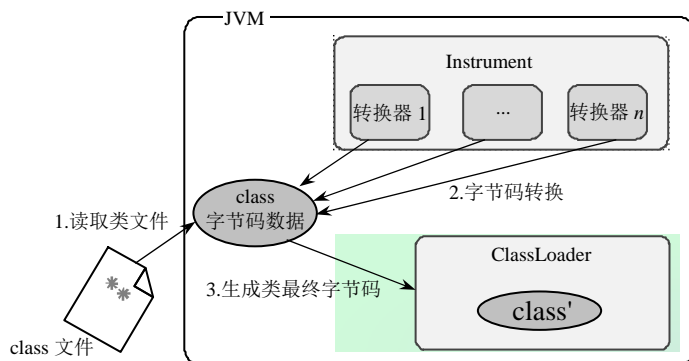 JVM
Instrument
转换器 1
...
转换器 n
class
字节码数据
2.字节码转换
1.读取类文件
ClassLoader
3.生成类最终字节码
class'
class 文件